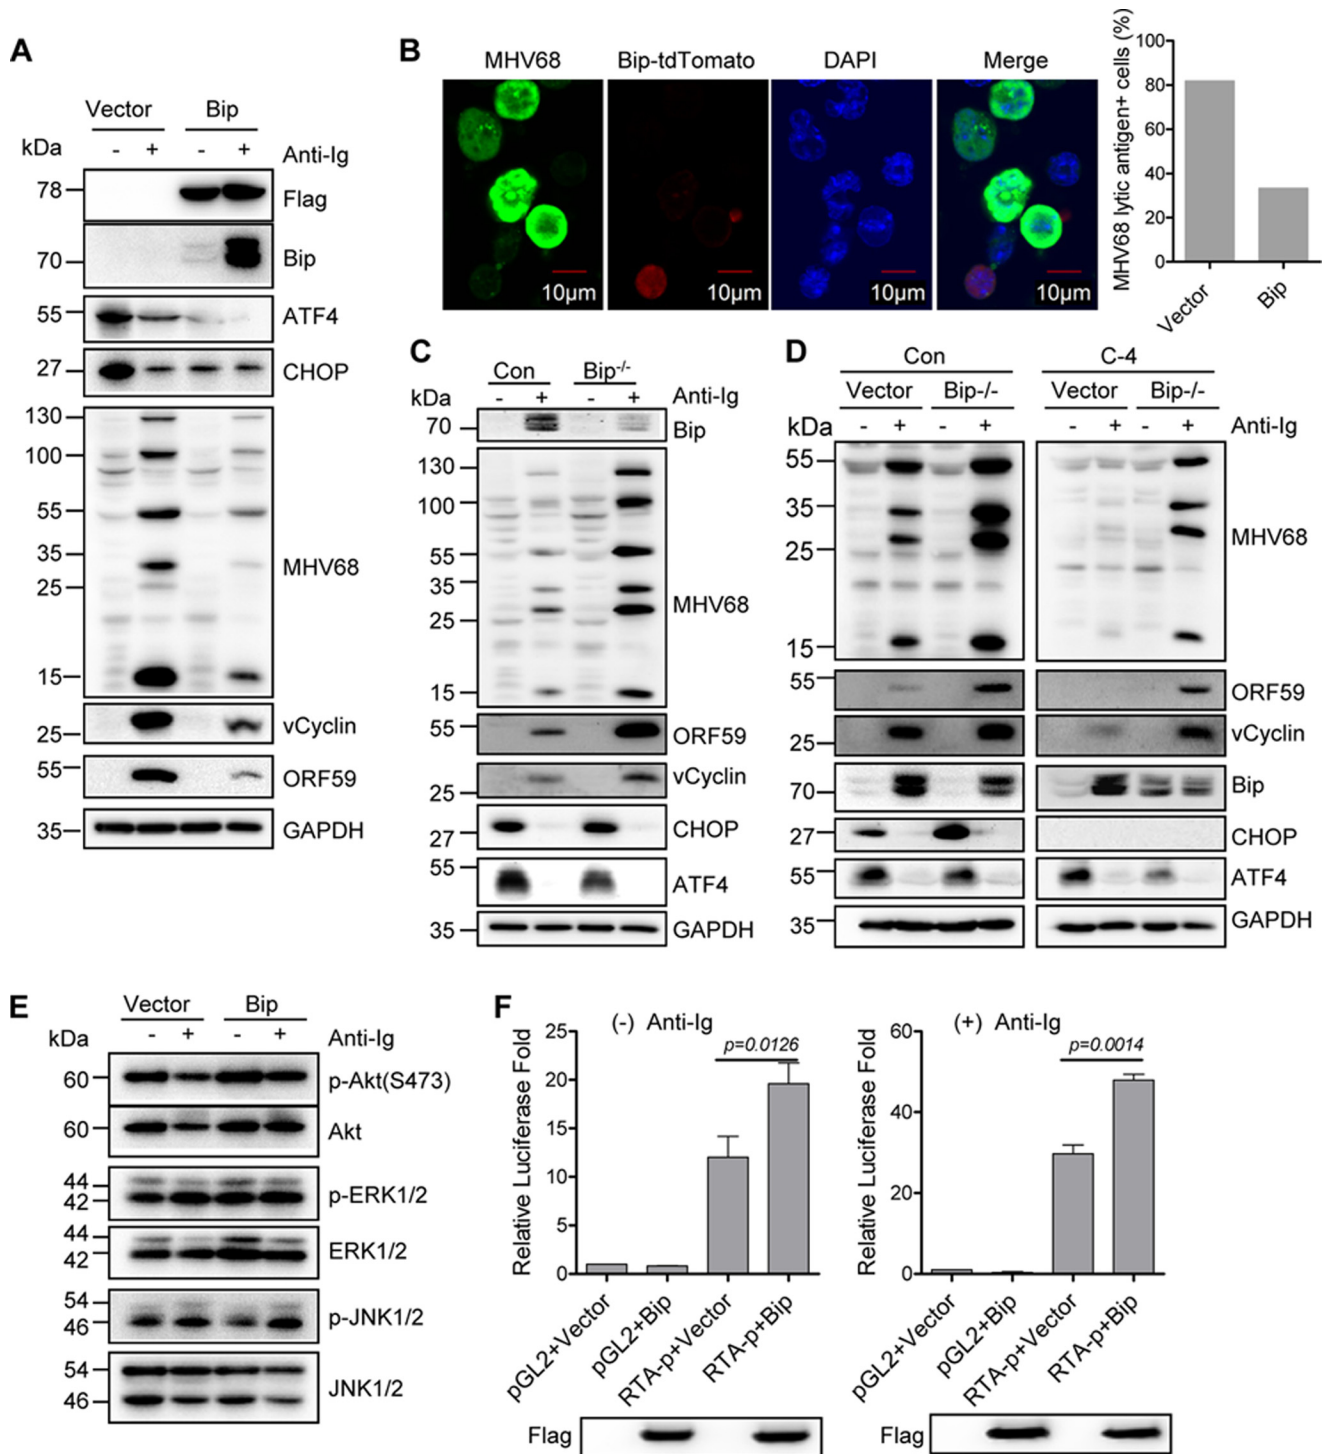 A
Vector Bip
kDa - + - + Anti-Ig
78 Flag
70 Bip
55 ATF4
27 CHOP
130
100
55
35
25
15
MHV68
25 vCyclin
55 ORF59
35 GAPDH
B
MHV68 Bip-tdTomato DAPI Merge
10μm 10μm 10μm 10μm
MHV68 lytic antigen+ cells (%)
100
80
60
40
20
0
Vector Bip
C
Con Bip-/-
kDa - + - + Anti-Ig
70 Bip
130
100
55
35
25
15
MHV68
55 ORF59
25 vCyclin
27 CHOP
55 ATF4
35 GAPDH
D
Con C-4
Vector Bip-/- Vector Bip-/-
kDa - + - + - + - + Anti-Ig
55
35
25
15
MHV68
55 ORF59
25 vCyclin
70 Bip
27 CHOP
55 ATF4
35 GAPDH
E
Vector Bip
kDa - + - + Anti-Ig
60 p-Akt(S473)
60 Akt
44
42 p-ERK1/2
44
42 ERK1/2
54
46 p-JNK1/2
54
46 JNK1/2
F
(-) Anti-Ig
Relative Luciferase Fold
25
20
15
10
5
0
p=0.0126
pGL2+Vector
pGL2+Bip
RTA-p+Vector
RTA-p+Bip
Flag
(+) Anti-Ig
Relative Luciferase Fold
60
40
20
0
p=0.0014
pGL2+Vector
pGL2+Bip
RTA-p+Vector
RTA-p+Bip
Flag